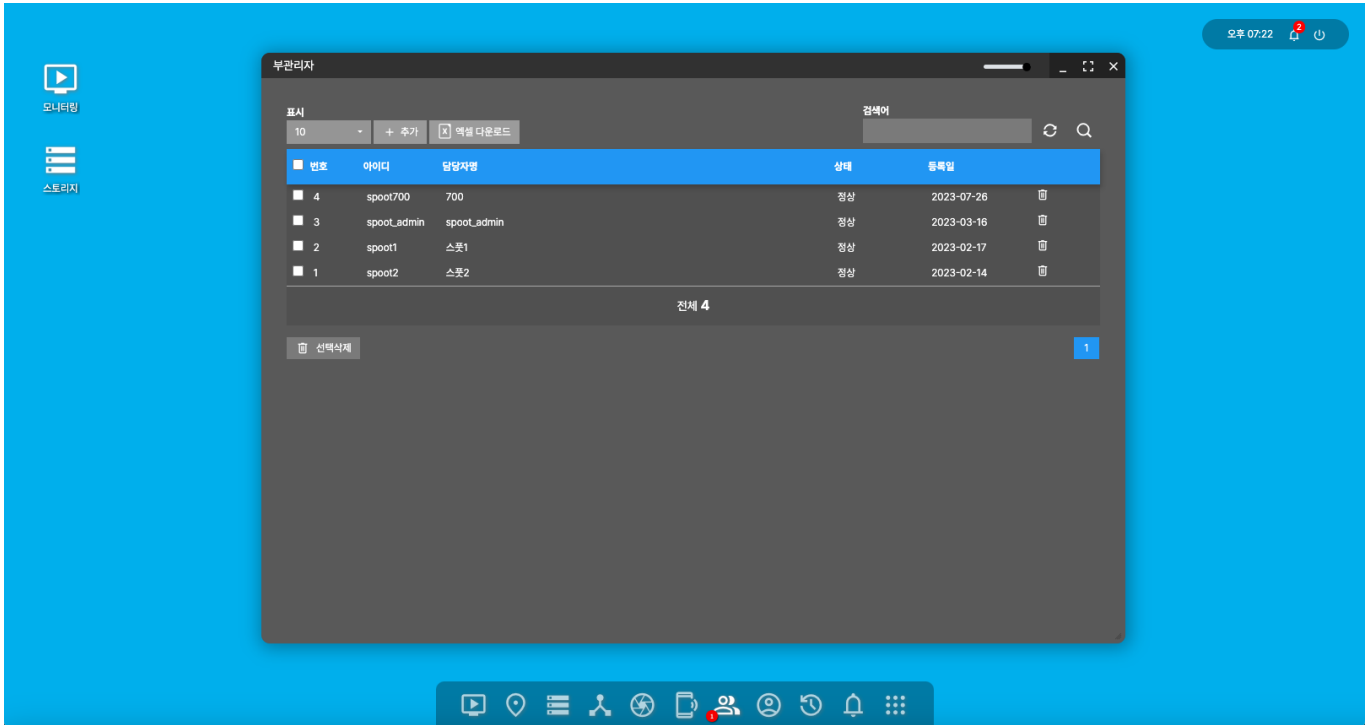 오후 07:22 2
모니터링
스토리지
부관리자
표시 검색어
10 + 추가 X 엑셀 다운로드
번호 아이디 담당자명 상태 등록일
4 spoot700 700 정상 2023-07-26
3 spoot_admin spoot_admin 정상 2023-03-16
2 spoot1 스풋1 정상 2023-02-17
1 spoot2 스풋2 정상 2023-02-14
전체 4
선택삭제 1
1